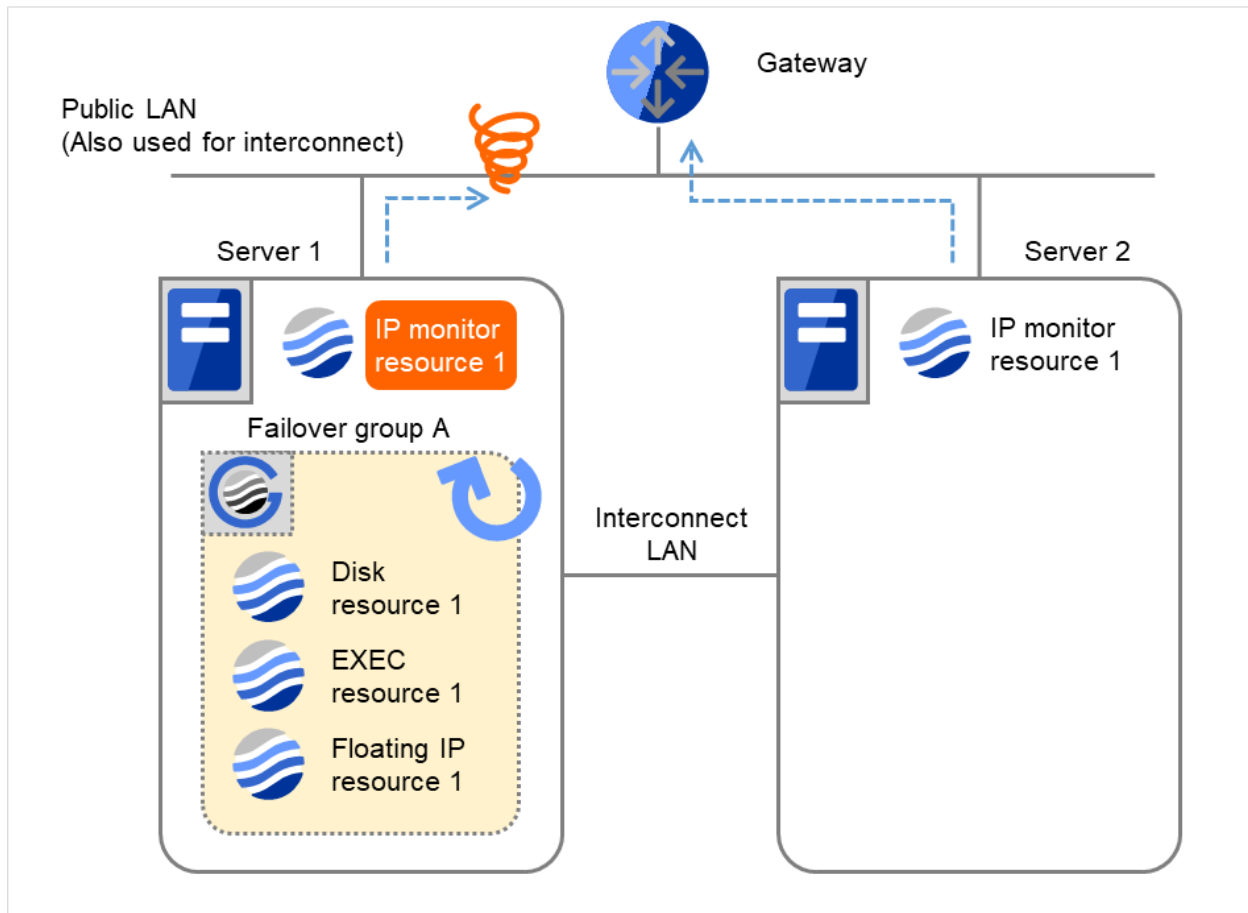 Gateway
Public LAN
(Also used for interconnect)
Server 1
Server 2
IP monitor
resource 1
IP monitor
resource 1
Failover group A
Interconnect
LAN
Disk
resource 1
EXEC
resource 1
Floating IP
resource 1